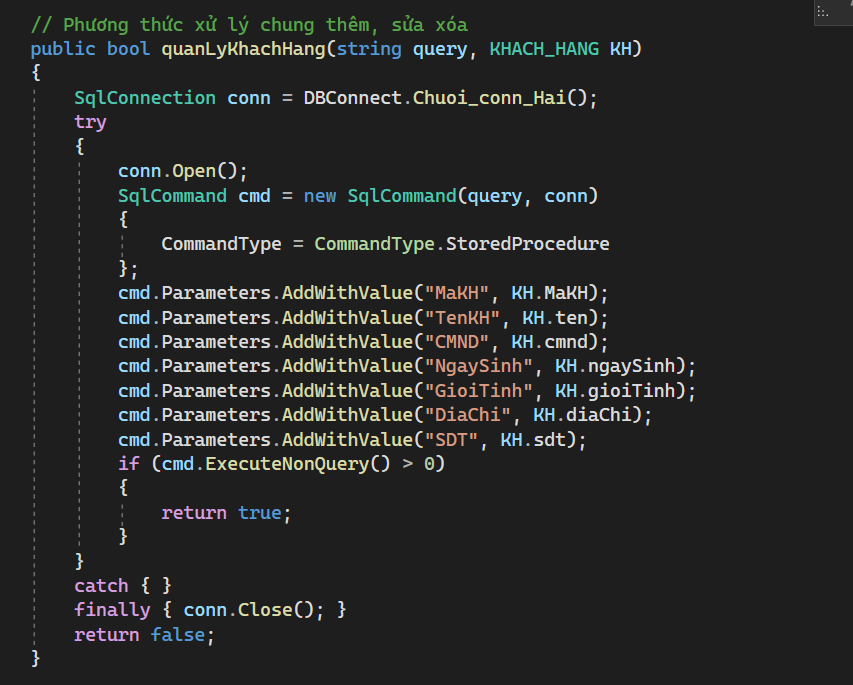 // Phương thức xử lý chung thêm, sửa xóa
public bool quanLyKhachHang(string query, KHACH_HANG KH)
{
    SqlConnection conn = DBConnect.Chuoi_conn_Hai();
    try
    {
        conn.Open();
        SqlCommand cmd = new SqlCommand(query, conn)
        {
            CommandType = CommandType.StoredProcedure
        };
        cmd.Parameters.AddWithValue("MaKH", KH.MaKH);
        cmd.Parameters.AddWithValue("TenKH", KH.ten);
        cmd.Parameters.AddWithValue("CMND", KH.cmnd);
        cmd.Parameters.AddWithValue("NgaySinh", KH.ngaySinh);
        cmd.Parameters.AddWithValue("GioiTinh", KH.gioiTinh);
        cmd.Parameters.AddWithValue("DiaChi", KH.diaChi);
        cmd.Parameters.AddWithValue("SDT", KH.sdt);
        if (cmd.ExecuteNonQuery() > 0)
        {
            return true;
        }
    }
    catch { }
    finally { conn.Close(); }
    return false;
}